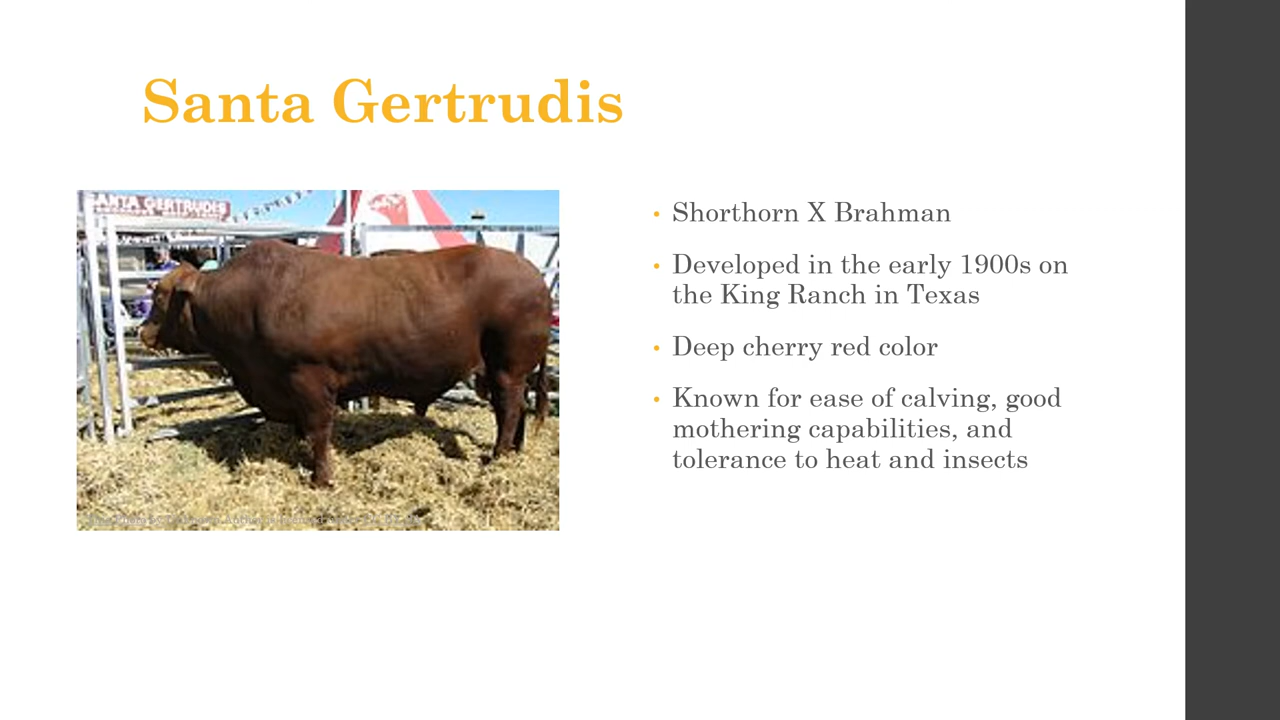 Santa Gertrudis
SANTA GERTRUDIS
• Shorthorn X Brahman
• Developed in the early 1900s on
the King Ranch in Texas
• Deep cherry red color
• Known for ease of calving, good
mothering capabilities, and
tolerance to heat and insects